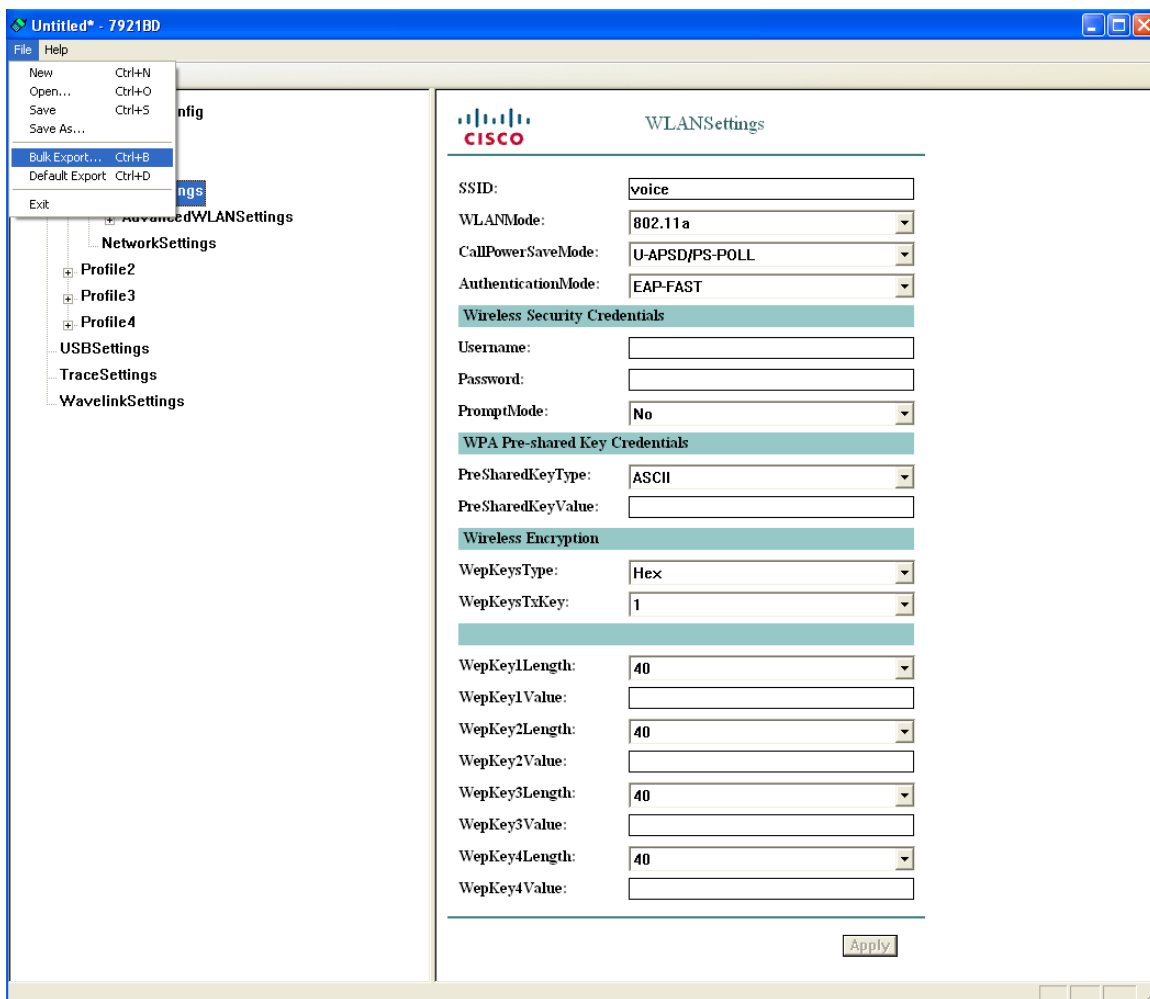 Untitled* - 7921BD
File Help
New Ctrl+N
Open... Ctrl+O
Save Ctrl+S
Save As...
Bulk Export... Ctrl+B
Default Export Ctrl+D
Exit
nfig
ngs
AdvancedWLANSettings
NetworkSettings
Profile2
Profile3
Profile4
USBSettings
TraceSettings
WavelinkSettings
CISCO
WLANSettings
SSID: voice
WLANMode: 802.11a
CallPowerSaveMode: U-APSD/PS-POLL
AuthenticationMode: EAP-FAST
Wireless Security Credentials
Username:
Password:
PromptMode: No
WPA Pre-shared Key Credentials
PreSharedKeyType: ASCII
PreSharedKeyValue:
Wireless Encryption
WepKeysType: Hex
WepKeysTxKey: 1
WepKey1Length: 40
WepKey1Value:
WepKey2Length: 40
WepKey2Value:
WepKey3Length: 40
WepKey3Value:
WepKey4Length: 40
WepKey4Value:
Apply